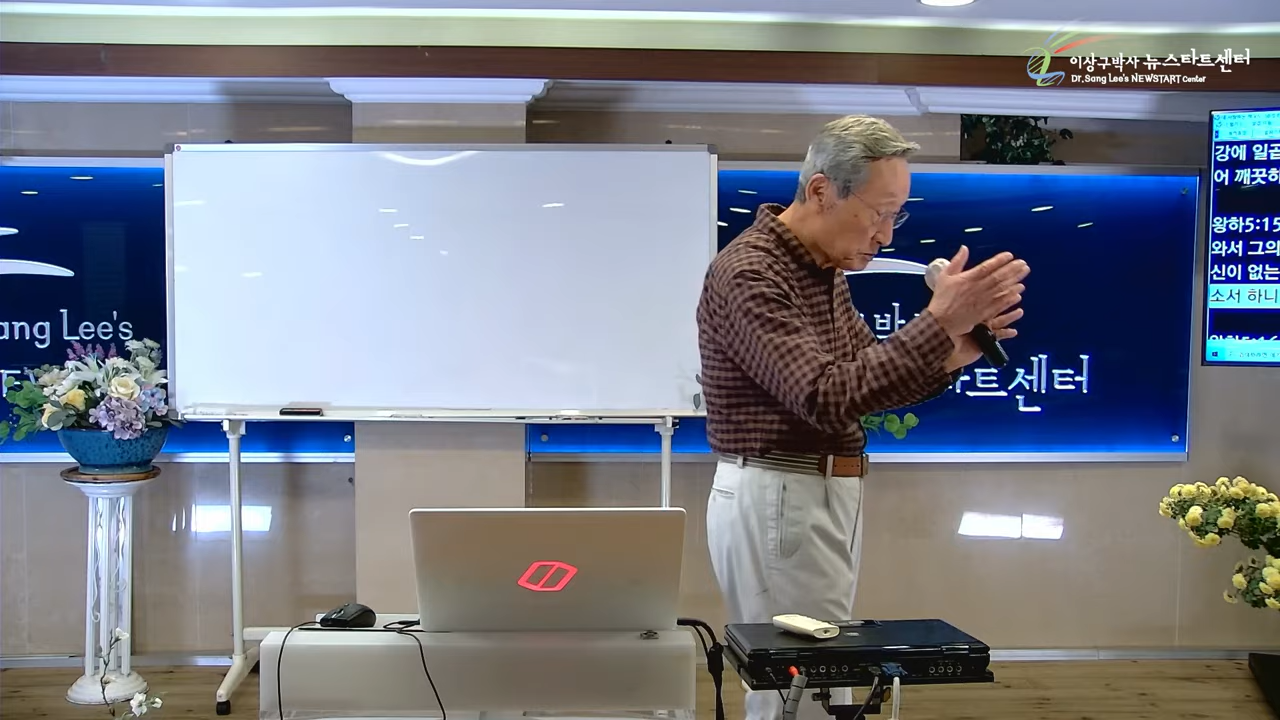 이상구박사 뉴스타트센터
Dr. Sang Lee's NEWSTART Center
강에 일곱
어 깨끗하
왕하5:15
와서 그의
신이 없는
소서 하니
ang Lee's
박
트센터